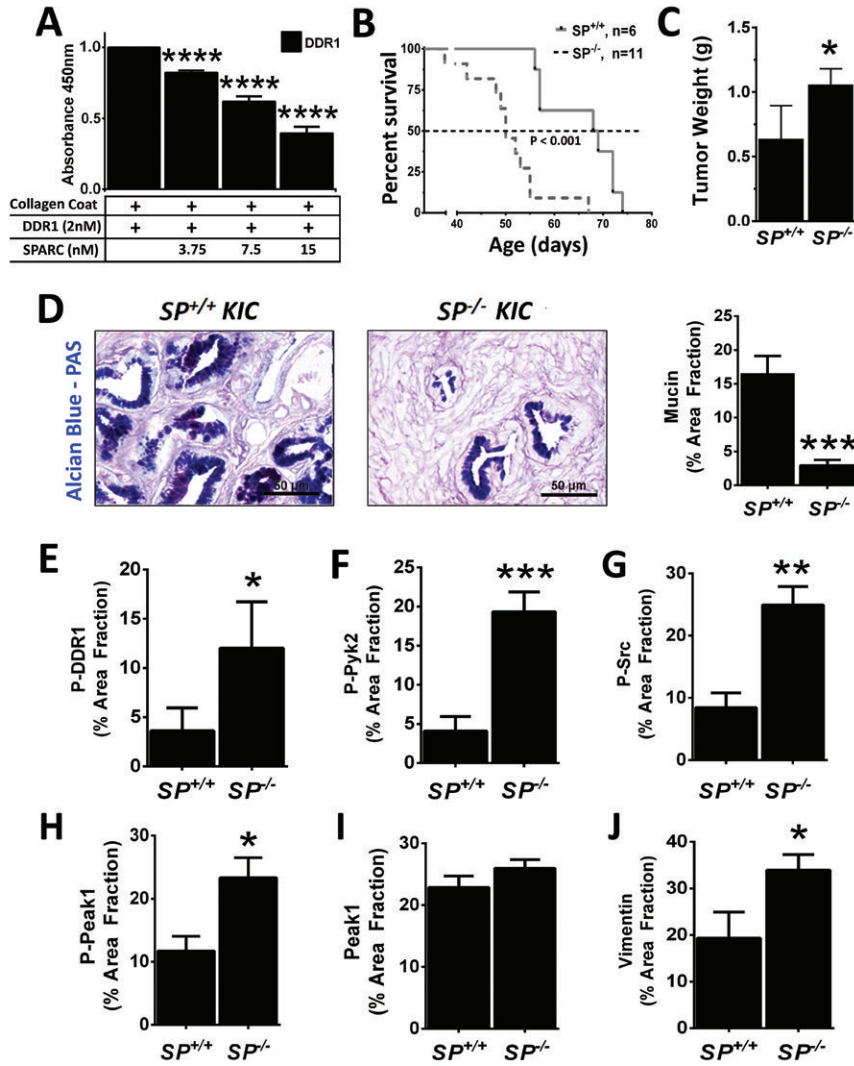 A
Absorbance 450nm
1.0
0.5
0.0
DDR1
****
****
****
Collagen Coat + + + +
DDR1 (2nM) + + + +
SPARC (nM) 3.75 7.5 15
B
Percent survival
100
50
0
SP+/+, n=6
SP-/-, n=11
P < 0.001
40 50 60 70 80
Age (days)
C
Tumor Weight (g)
1.5
1.0
0.5
0.0
*
SP+/+ SP-/-
D
Alcian Blue - PAS
SP+/+ KIC
50 µm
SP-/- KIC
50 µm
Mucin
(% Area Fraction)
25
20
15
10
5
0
***
SP+/+ SP-/-
E
P-DDR1
(% Area Fraction)
20
15
10
5
0
*
SP+/+ SP-/-
F
P-Pyk2
(% Area Fraction)
25
20
15
10
5
0
***
SP+/+ SP-/-
G
P-Src
(% Area Fraction)
30
20
10
0
**
SP+/+ SP-/-
H
P-Peak1
(% Area Fraction)
30
20
10
0
*
SP+/+ SP-/-
I
Peak1
(% Area Fraction)
30
20
10
0
SP+/+ SP-/-
J
Vimentin
(% Area Fraction)
40
30
20
10
0
*
SP+/+ SP-/-